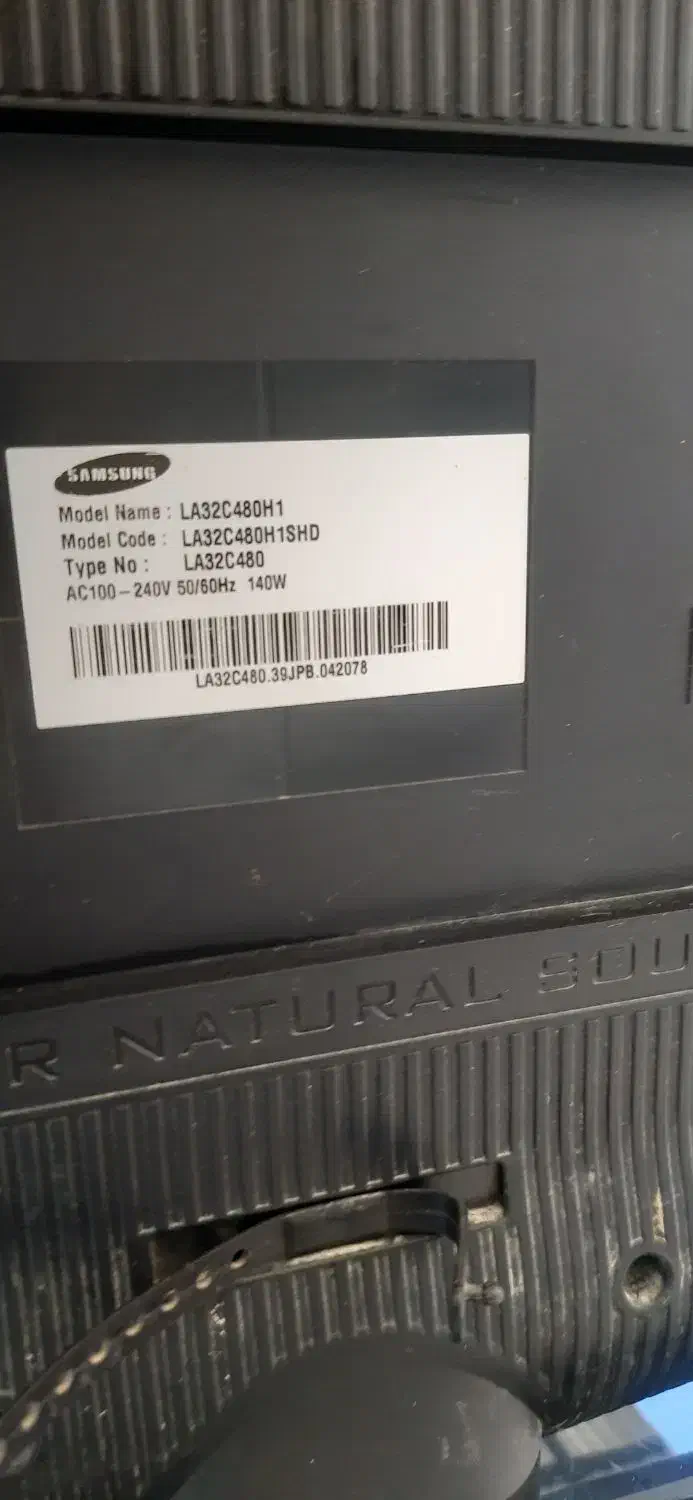 SAMSUNG
Model Name : LA32C480H1
Model Code : LA32C480H1SHD
Type No : LA32C480
AC100-240V 50/60Hz 140W
LA32C480.39JPB.042078
R NATURAL SOU